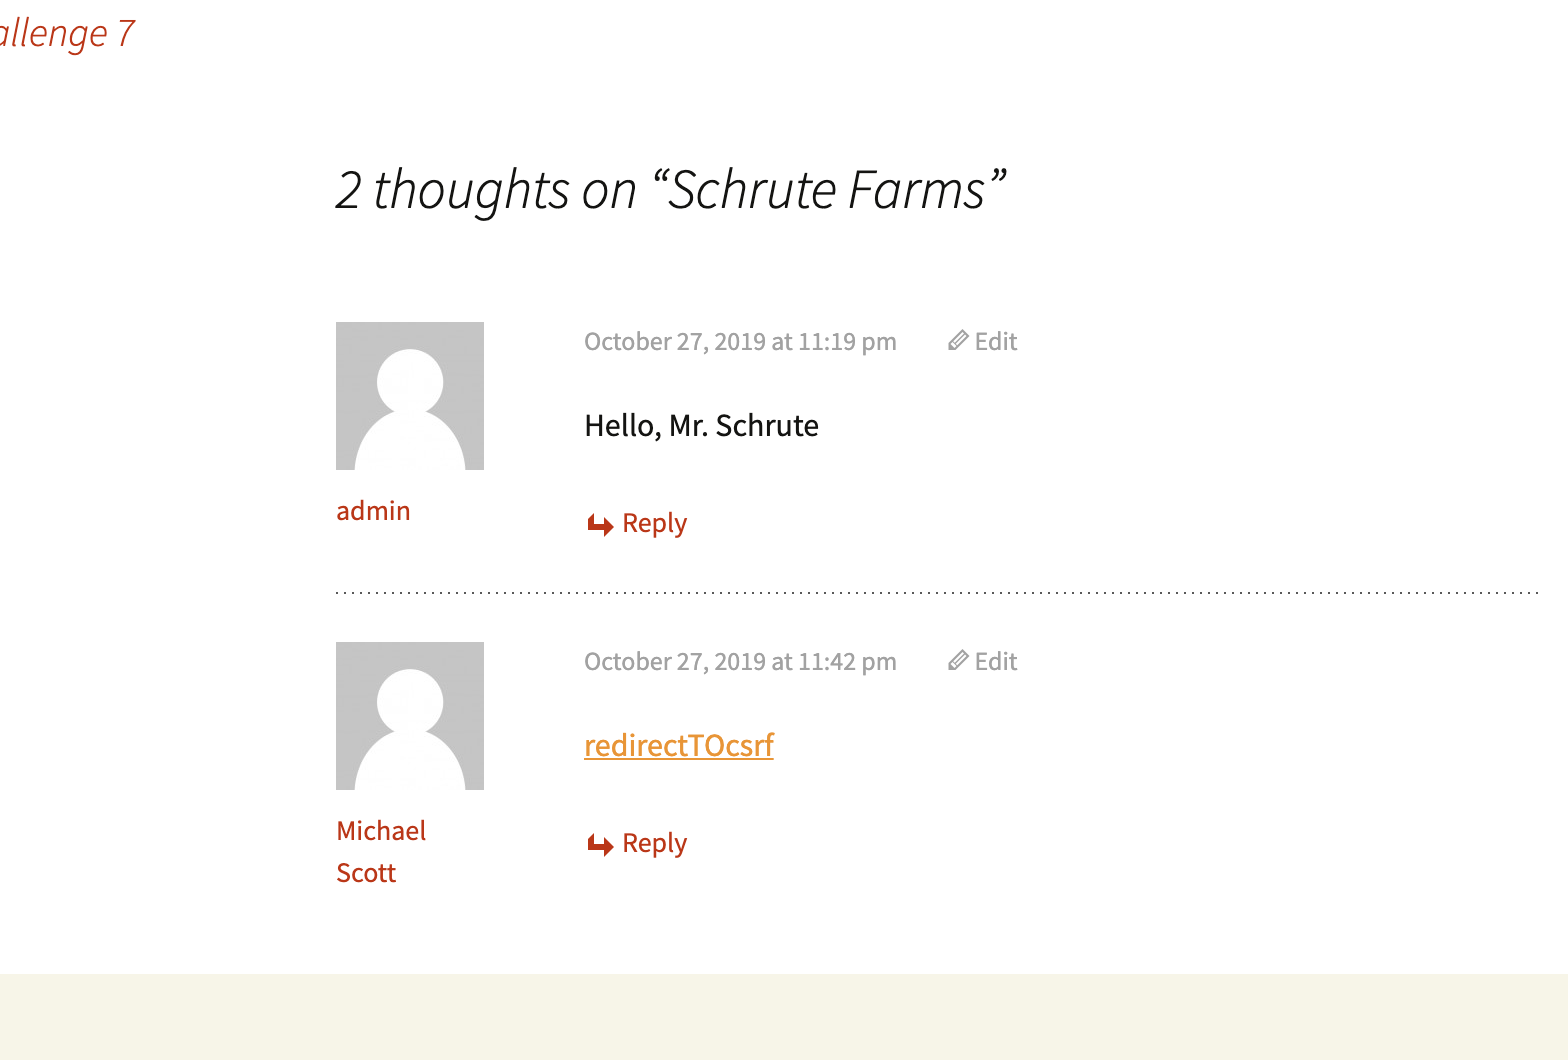 allenge 7
2 thoughts on “Schrute Farms”
October 27, 2019 at 11:19 pm Edit
Hello, Mr. Schrute
admin
Reply
October 27, 2019 at 11:42 pm Edit
redirectTOcsrf
Michael
Scott
Reply